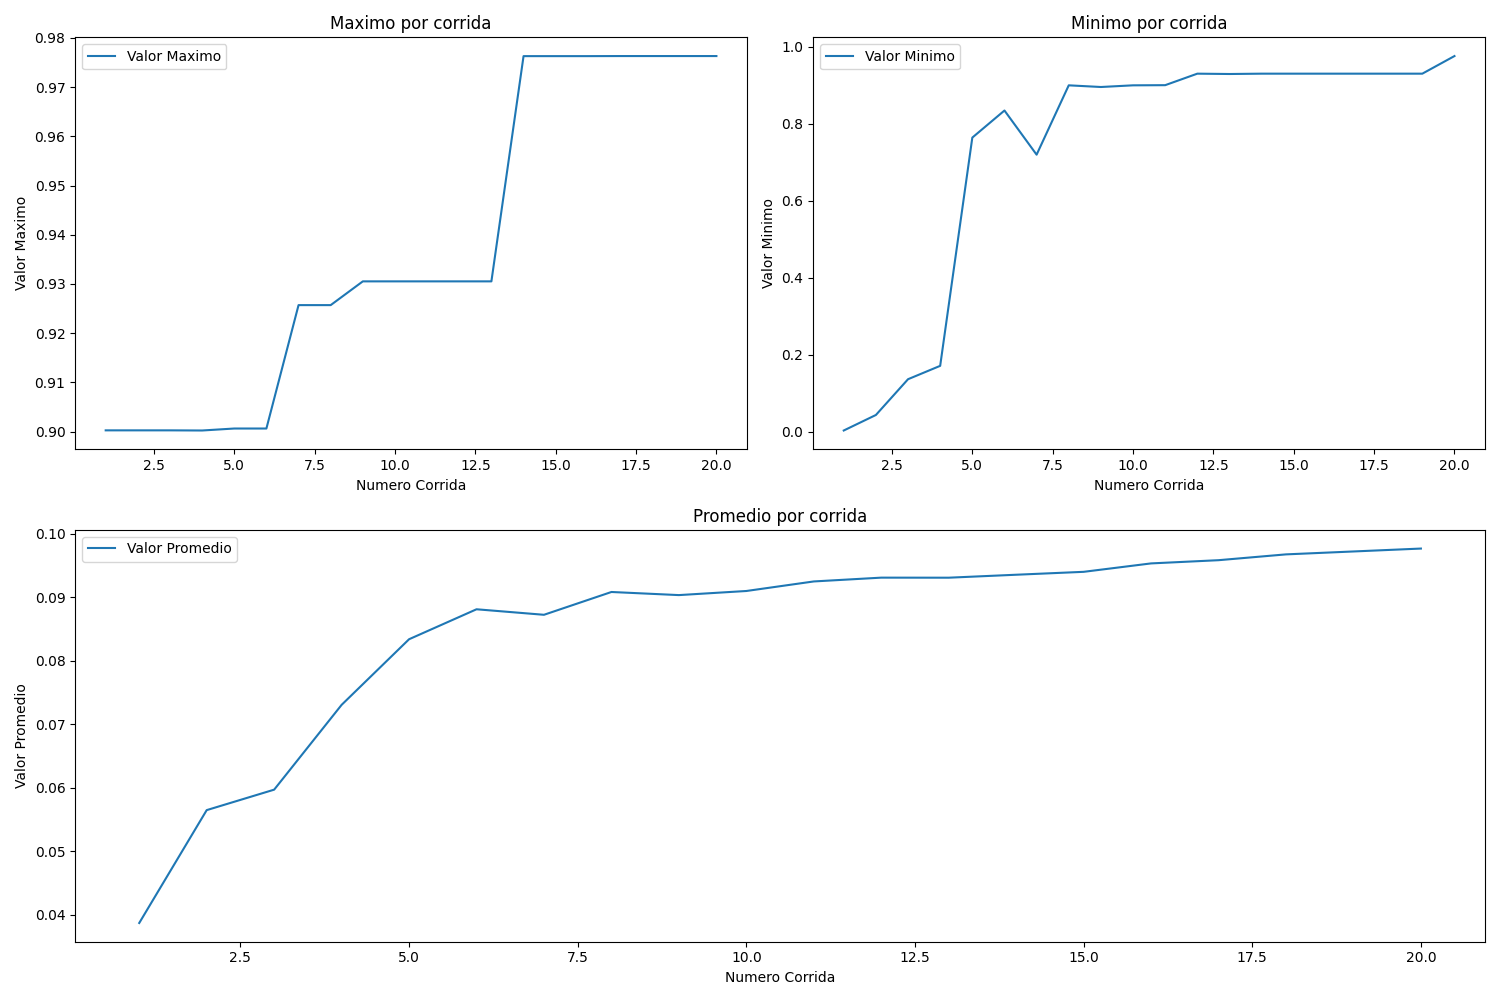 Maximo por corrida
Valor Maximo
0.98
0.97
0.96
0.95
0.94
0.93
0.92
0.91
0.90
Valor Maximo
2.5 5.0 7.5 10.0 12.5 15.0 17.5 20.0
Numero Corrida
Minimo por corrida
Valor Minimo
1.0
0.8
0.6
0.4
0.2
0.0
Valor Minimo
2.5 5.0 7.5 10.0 12.5 15.0 17.5 20.0
Numero Corrida
Promedio por corrida
Valor Promedio
0.10
0.09
0.08
0.07
0.06
0.05
0.04
Valor Promedio
2.5 5.0 7.5 10.0 12.5 15.0 17.5 20.0
Numero Corrida